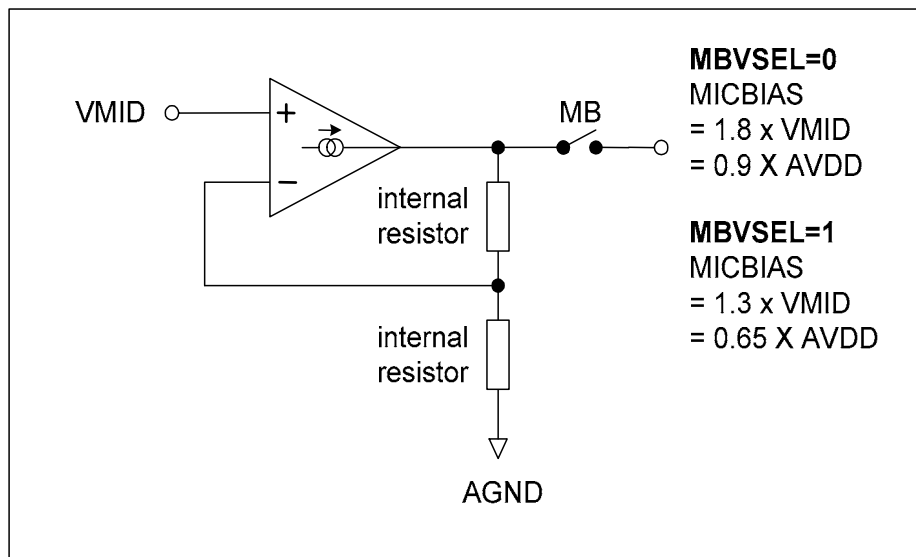 VMID
+
−
MB
internal
resistor
internal
resistor
AGND
MBVSEL=0
MICBIAS
= 1.8 x VMID
= 0.9 X AVDD
MBVSEL=1
MICBIAS
= 1.3 x VMID
= 0.65 X AVDD